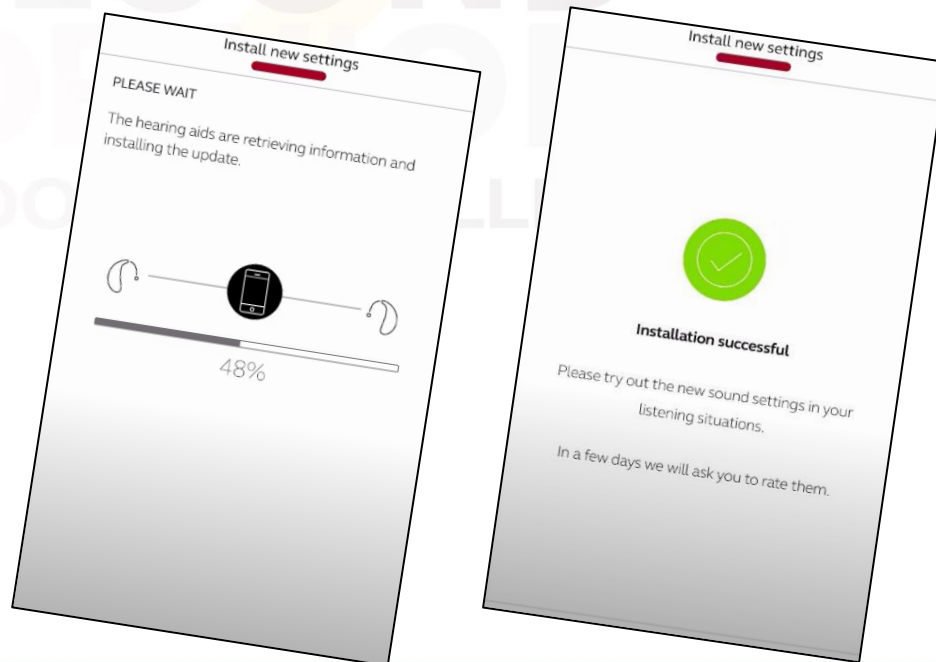 Install new settings
PLEASE WAIT
The hearing aids are retrieving information and
installing the update.
48%
Install new settings
Installation successful
Please try out the new sound settings in your
listening situations.
In a few days we will ask you to rate them.